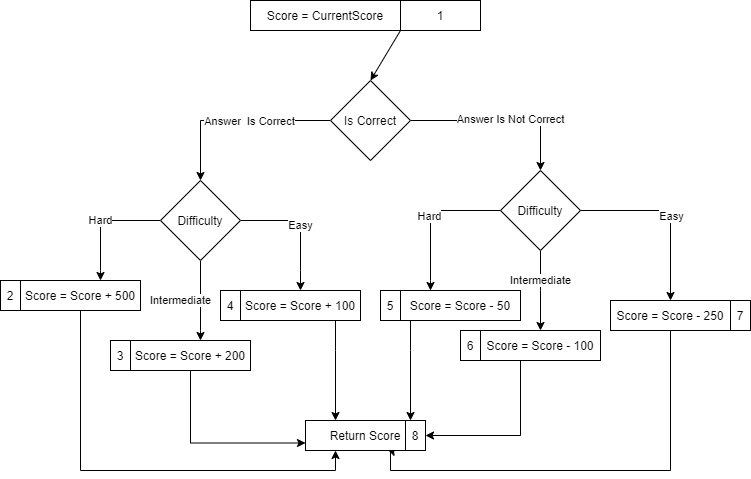 Score = CurrentScore 1
Is Correct
Answer Is Correct
Answer Is Not Correct
Difficulty
Difficulty
Hard
Easy
Hard
Easy
Intermediate
Intermediate
2 Score = Score + 500
4 Score = Score + 100
5 Score = Score - 50
Score = Score - 250 7
3 Score = Score + 200
6 Score = Score - 100
Return Score 8